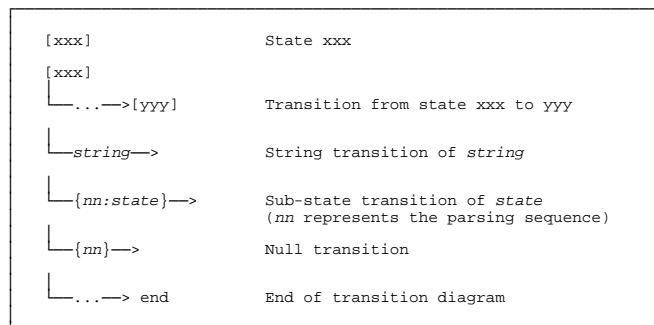 [xxx] State xxx
[xxx]
...—>[yyy] Transition from state xxx to yyy
string—> String transition of string
{nn:state}—> Sub-state transition of state
(nn represents the parsing sequence)
{nn}—> Null transition
...—> end End of transition diagram